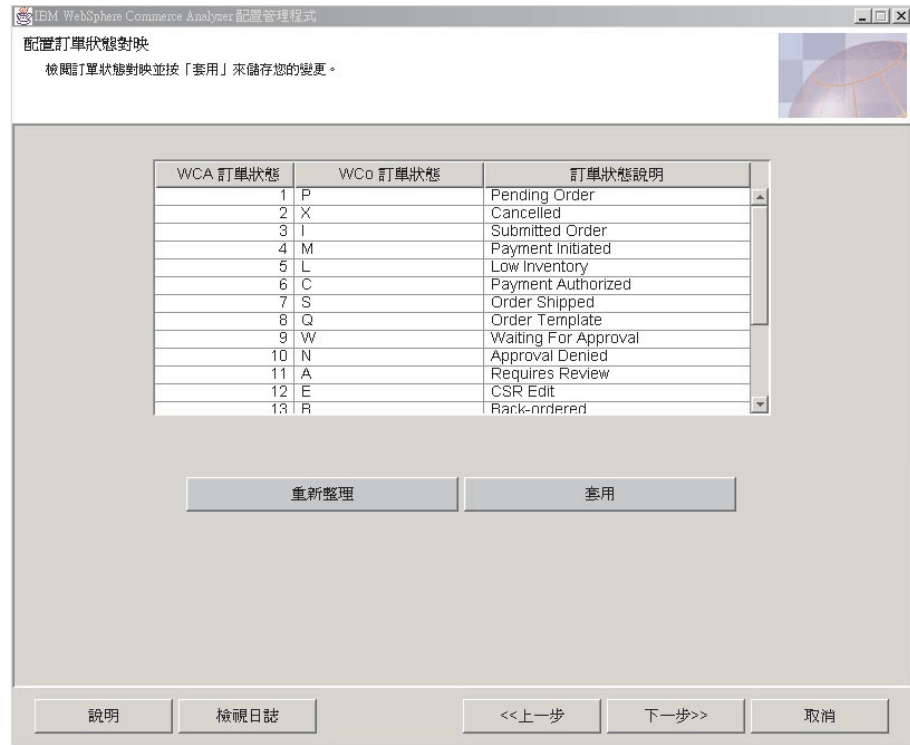 IBM WebSphere Commerce Analyzer 配置管理程式
配置訂單狀態對映
檢閱訂單狀態對映並按「套用」來儲存您的變更。
WCA 訂單狀態 WCo 訂單狀態 訂單狀態說明
1 P Pending Order
2 X Cancelled
3 I Submitted Order
4 M Payment Initiated
5 L Low Inventory
6 C Payment Authorized
7 S Order Shipped
8 Q Order Template
9 W Waiting For Approval
10 N Approval Denied
11 A Requires Review
12 E CSR Edit
13 B Back-ordered
重新整理 套用
說明 檢視日誌 <<上一步 下一步>> 取消